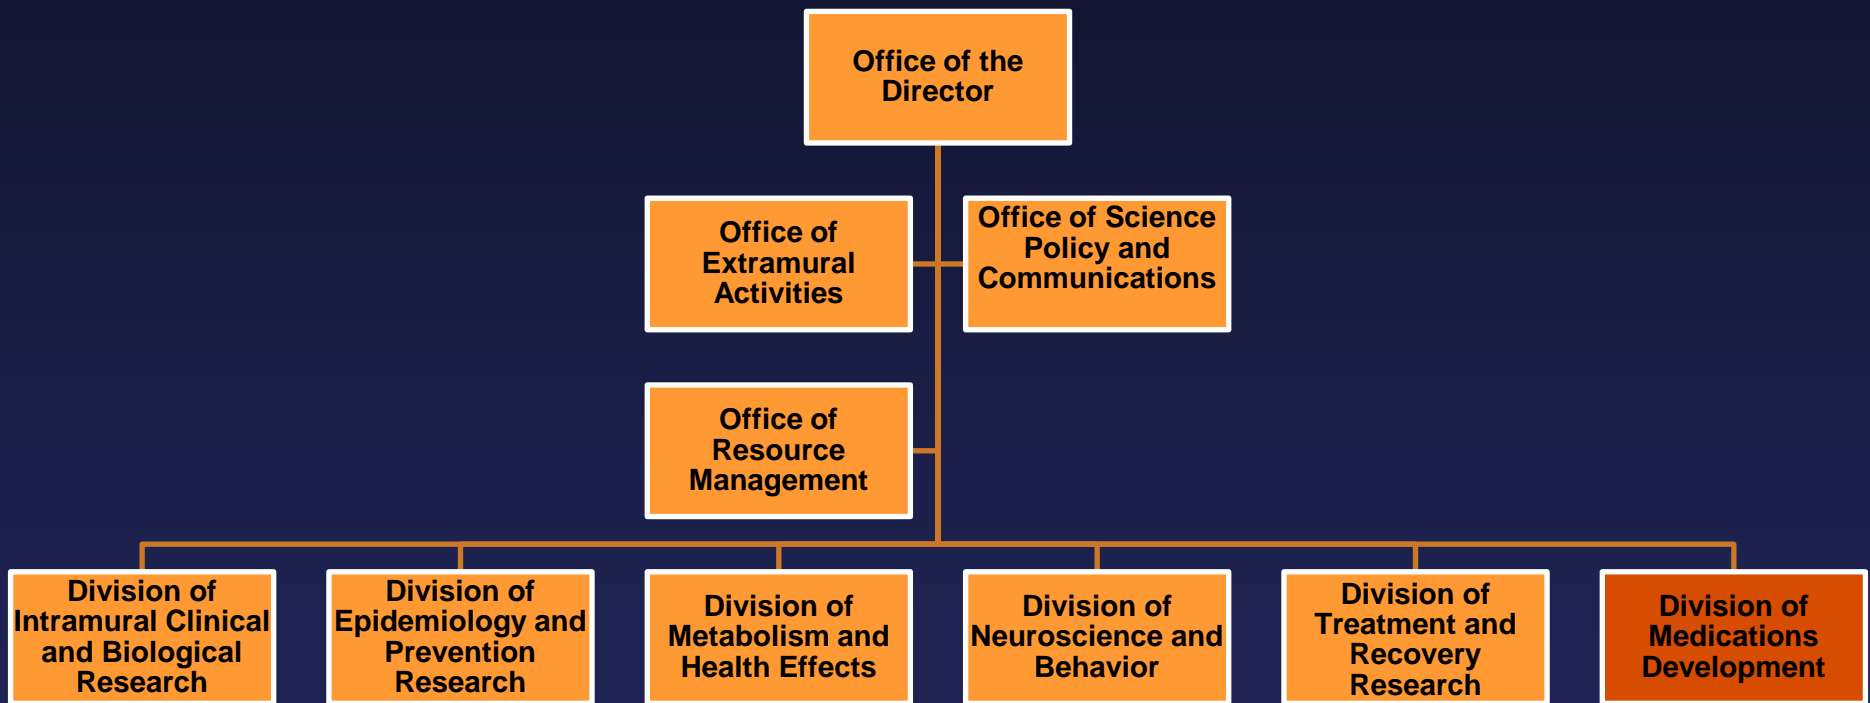 Office of the
Director
Office of
Extramural
Activities
Office of Science
Policy and
Communications
Office of
Resource
Management
Division of
Intramural Clinical
and Biological
Research
Division of
Epidemiology and
Prevention
Research
Division of
Metabolism and
Health Effects
Division of
Neuroscience and
Behavior
Division of
Treatment and
Recovery
Research
Division of
Medications
Development